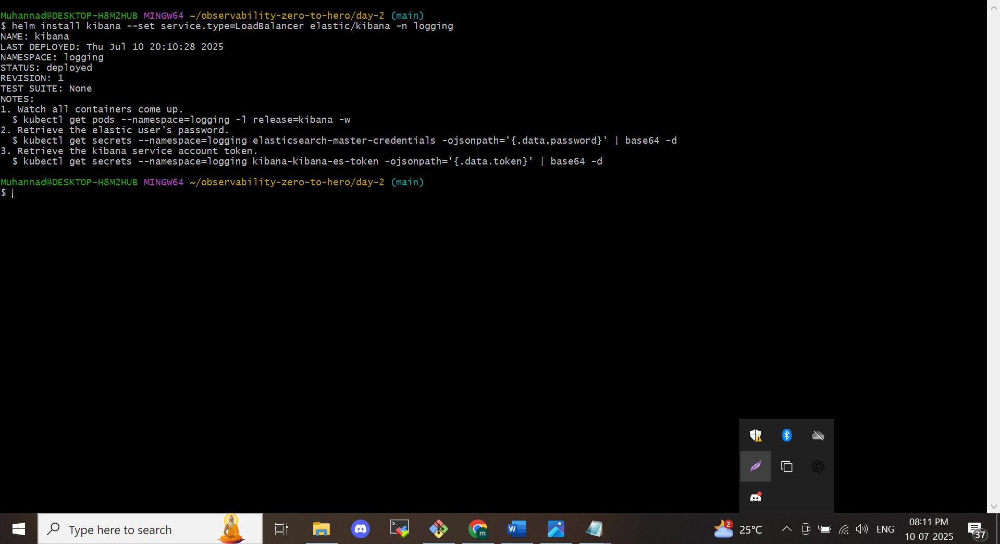 Muhannad@DESKTOP-H8M2HUB MINGW64 ~/observability-zero-to-hero/day-2 (main)
$ helm install kibana --set service.type=LoadBalancer elastic/kibana -n logging
NAME: kibana
LAST DEPLOYED: Thu Jul 10 20:10:28 2025
NAMESPACE: logging
STATUS: deployed
REVISION: 1
TEST SUITE: None
NOTES:
1. Watch all containers come up.
  $ kubectl get pods --namespace=logging -l release=kibana -w
2. Retrieve the elastic user's password.
  $ kubectl get secrets --namespace=logging elasticsearch-master-credentials -ojsonpath='{.data.password}' | base64 -d
3. Retrieve the kibana service account token.
  $ kubectl get secrets --namespace=logging kibana-kibana-es-token -ojsonpath='{.data.token}' | base64 -d
Muhannad@DESKTOP-H8M2HUB MINGW64 ~/observability-zero-to-hero/day-2 (main)
$
Type here to search
W
m
2
25°C
ENG
08:11 PM
10-07-2025
37